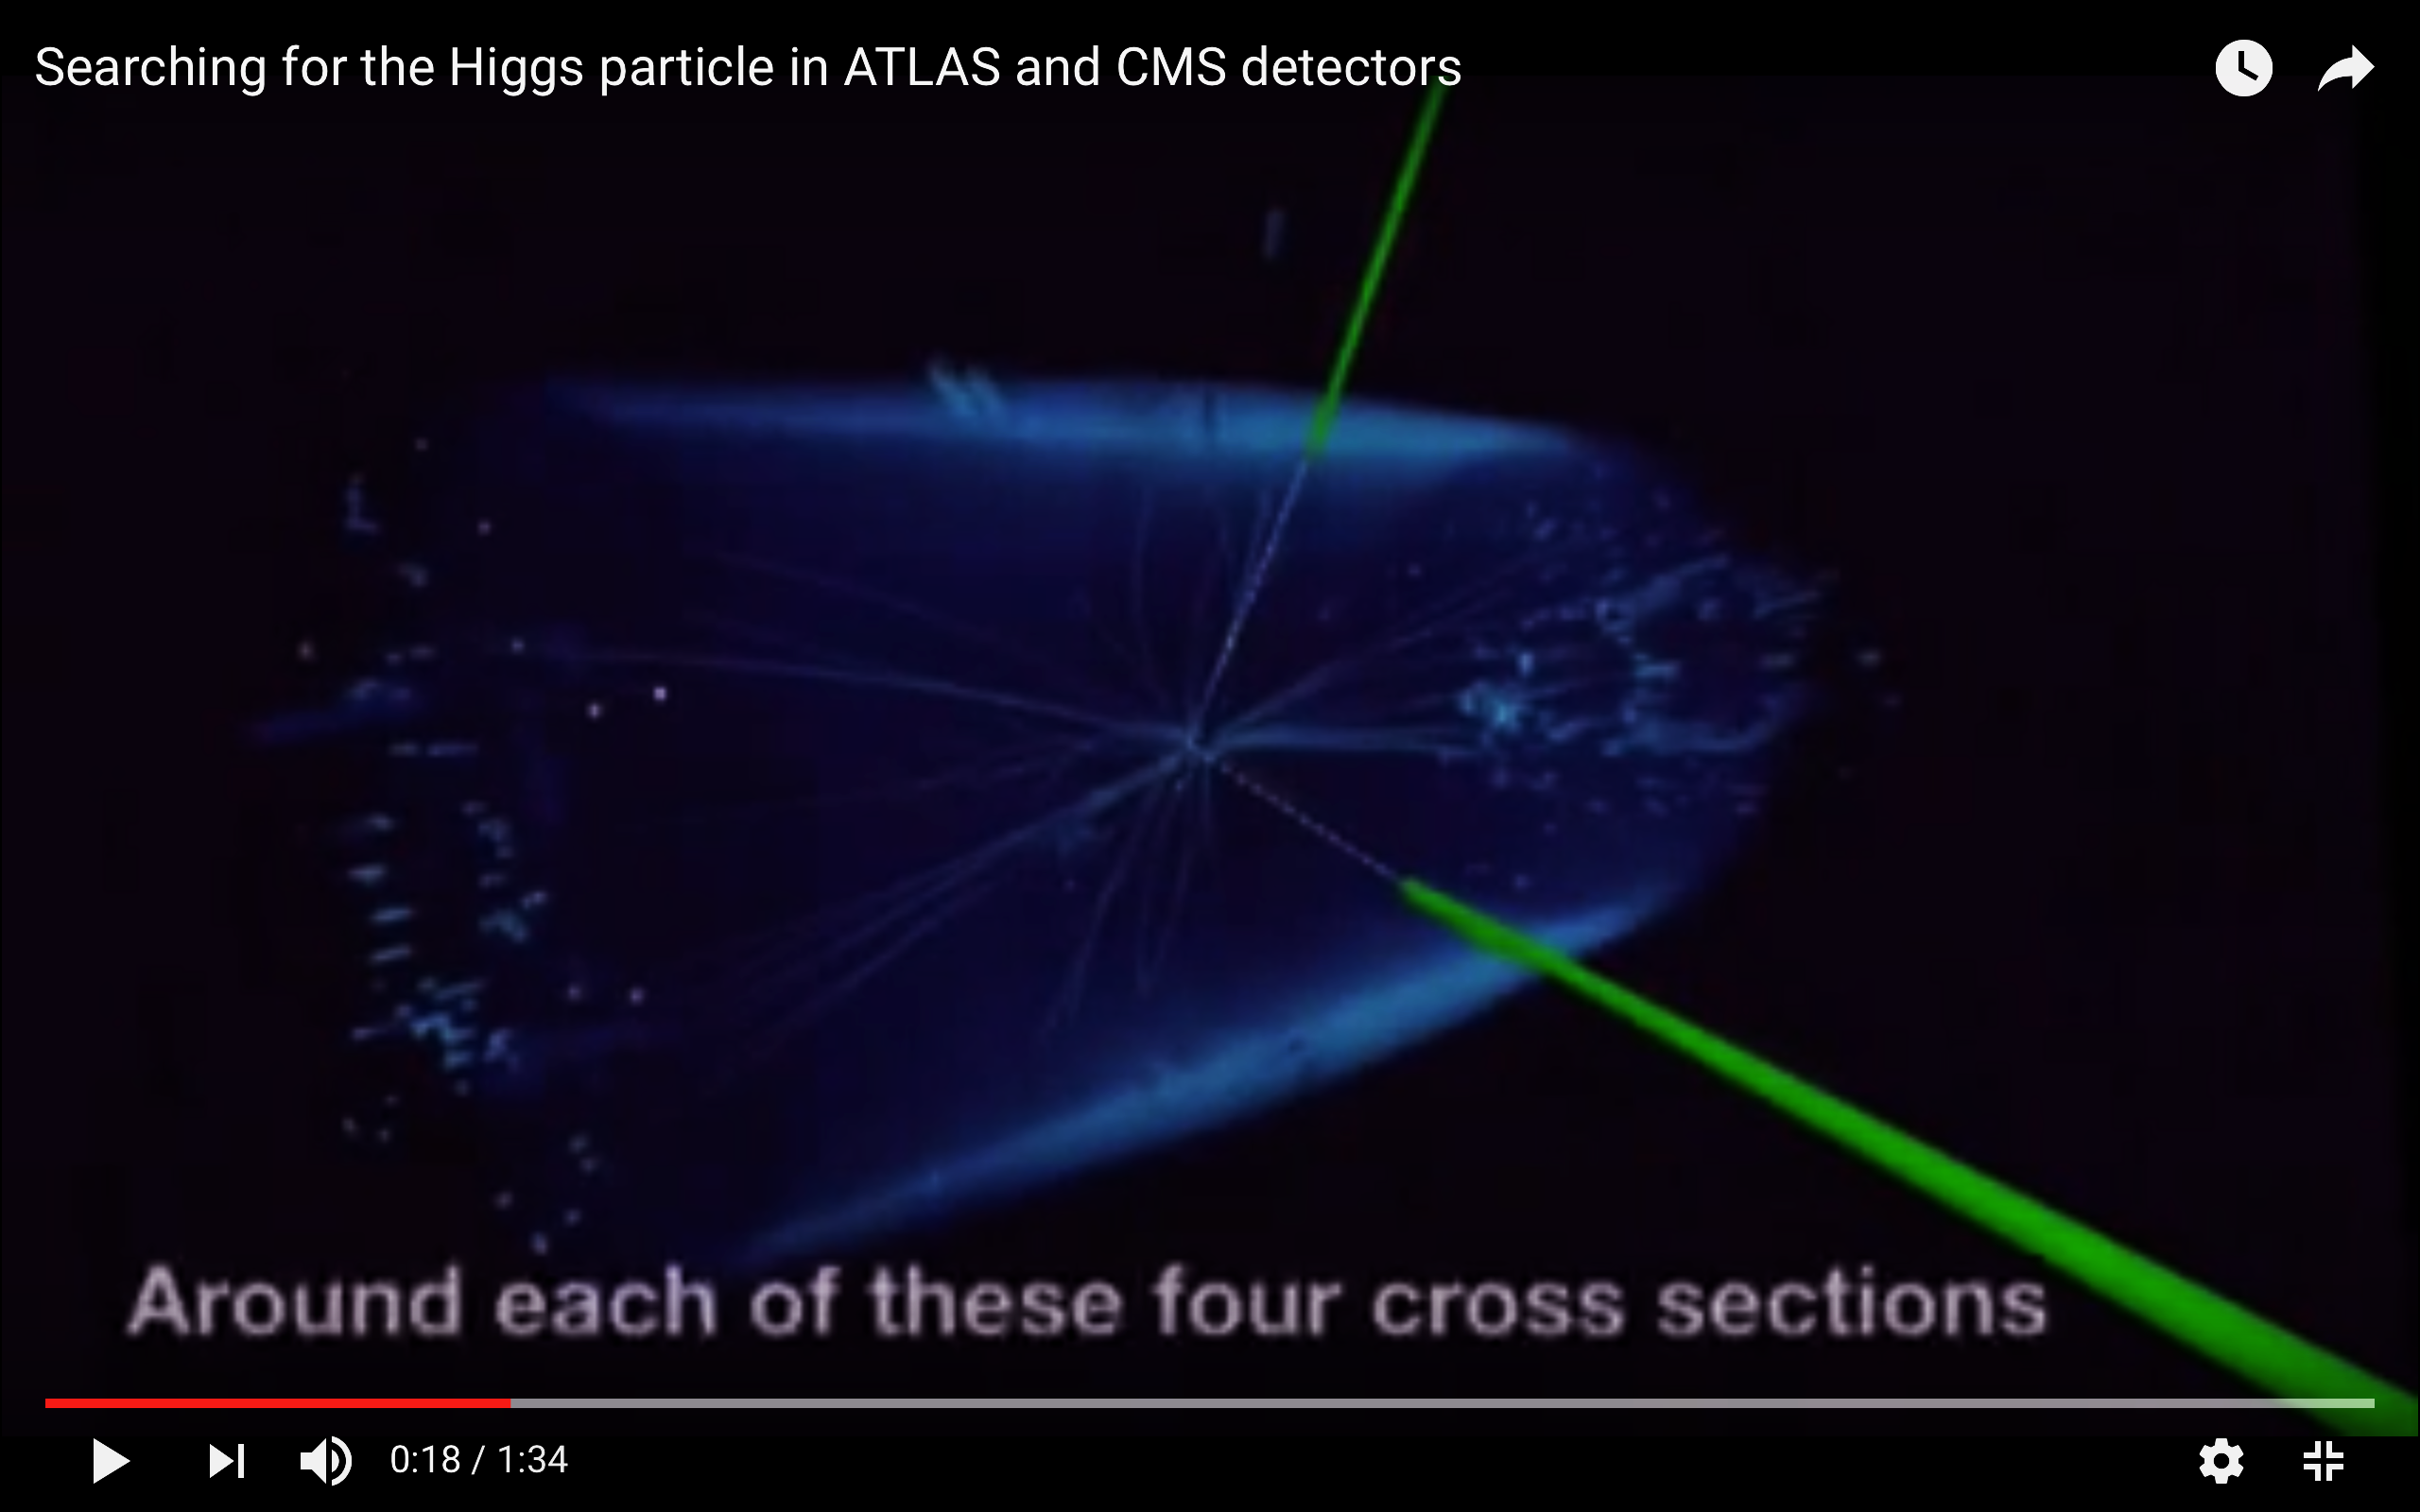 Searching for the Higgs particle in ATLAS and CMS detectors
Around each of these four cross sections
0:18 / 1:34